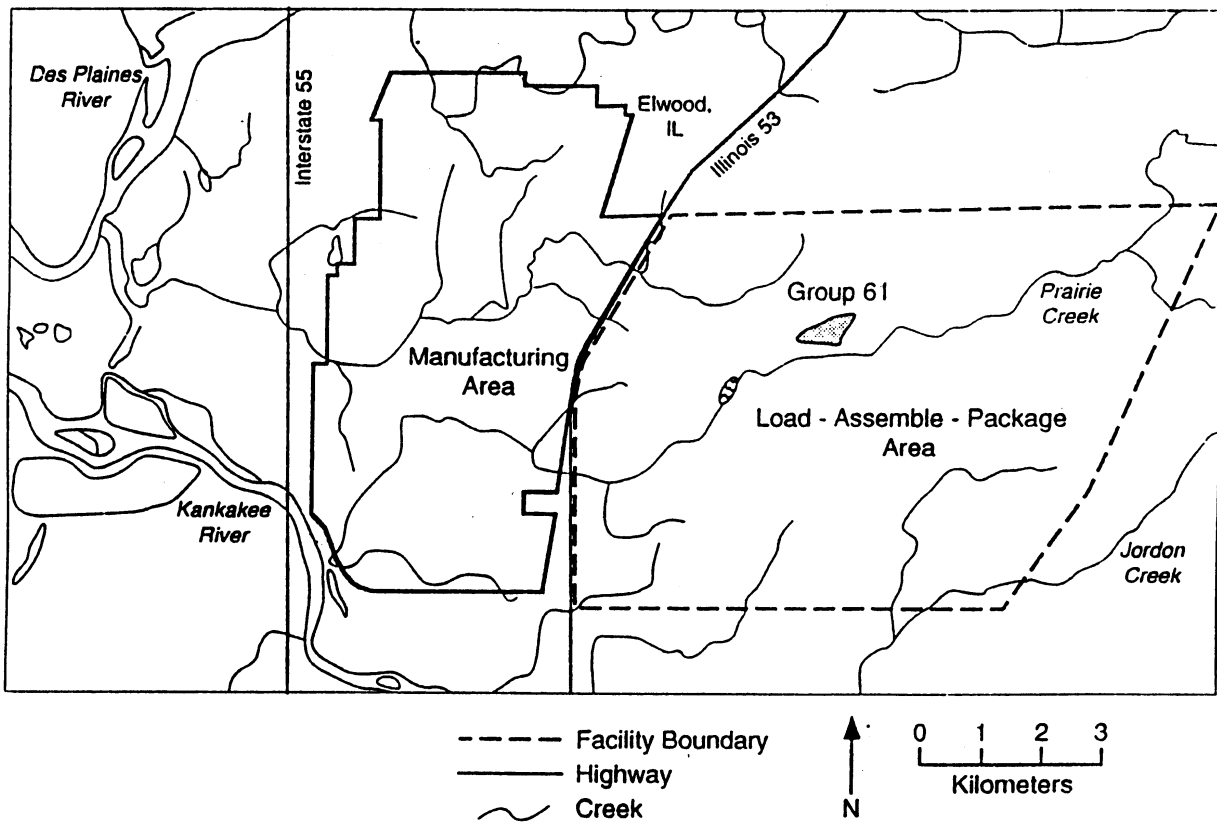 Des Plaines
River
Interstate 55
Elwood,
IL
Illinois 53
Group 61
Prairie
Creek
Manufacturing
Area
Load - Assemble - Package
Area
Kankakee
River
Jordon
Creek
Facility Boundary
Highway
Creek
N
0 1 2 3
Kilometers